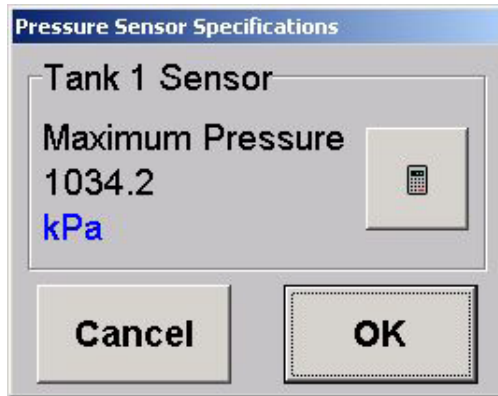 Pressure Sensor Specifications
Tank 1 Sensor
Maximum Pressure
1034.2
kPa
Cancel
OK